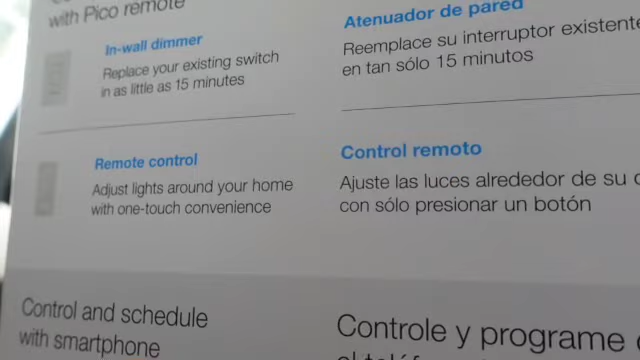 with Pico remote
In-wall dimmer
Replace your existing switch
in as little as 15 minutes
Remote control
Adjust lights around your home
with one-touch convenience
Control and schedule
with smartphone
Atenuador de pared
Reemplace su interruptor existente
en tan sólo 15 minutos
Control remoto
Ajuste las luces alrededor de su
con sólo presionar un botón
Controle y programe